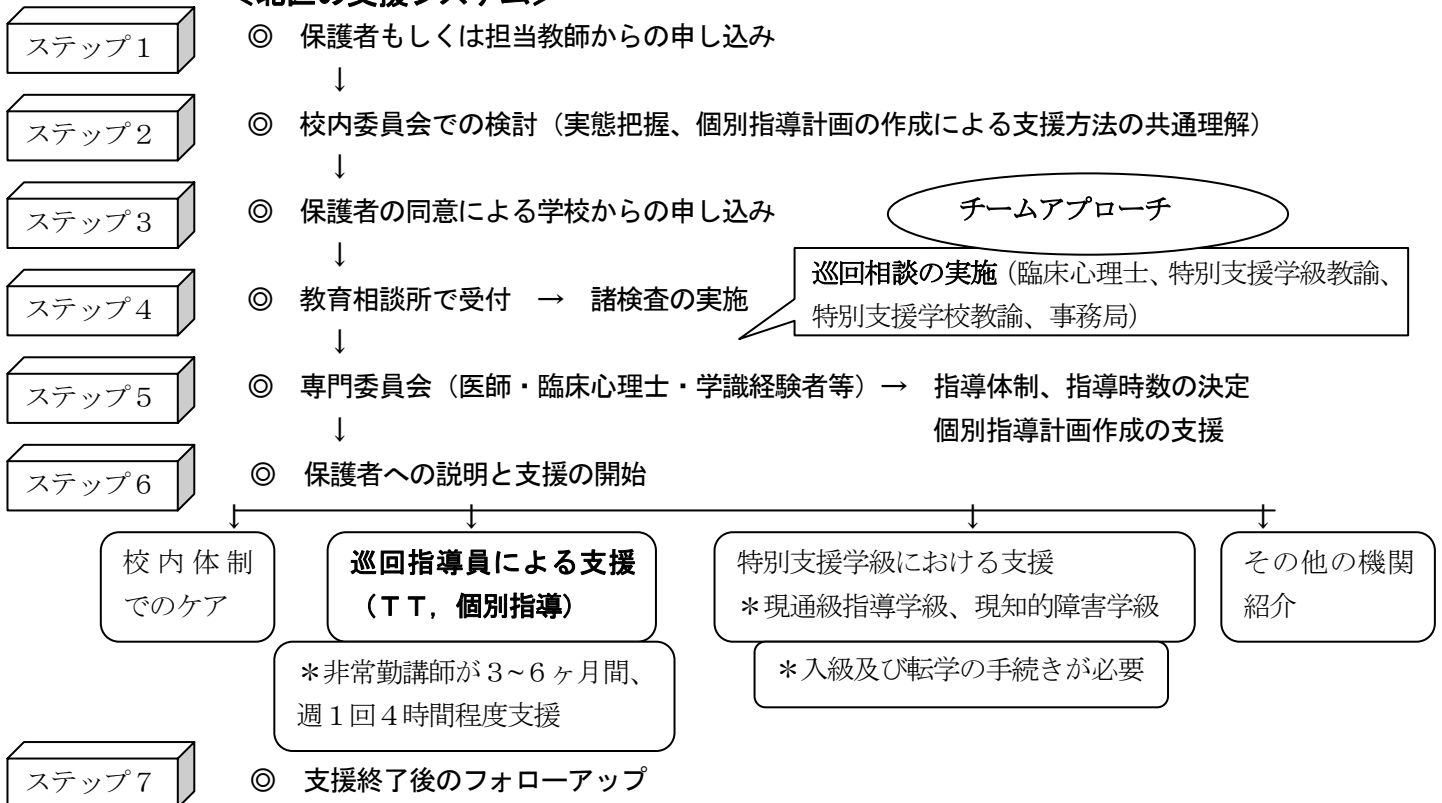 <北区の支援システム>
ステップ1
◎ 保護者もしくは担当教師からの申し込み
↓
ステップ2
◎ 校内委員会での検討(実態把握、個別指導計画の作成による支援方法の共通理解)
↓
ステップ3
◎ 保護者の同意による学校からの申し込み
チームアプローチ
↓
巡回相談の実施(臨床心理士、特別支援学級教諭、
特別支援学校教諭、事務局)
ステップ4
◎ 教育相談所で受付 → 諸検査の実施
↓
ステップ5
◎ 専門委員会(医師・臨床心理士・学識経験者等)→ 指導体制、指導時数の決定
個別指導計画作成の支援
↓
ステップ6
◎ 保護者への説明と支援の開始
↓ ↓ ↓ ↓
校内体制
でのケア
巡回指導員による支援
(TT,個別指導)
*非常勤講師が3~6ヶ月間、
週1回4時間程度支援
特別支援学級における支援
*現通級指導学級、現知的障害学級
*入級及び転学の手続きが必要
その他の機関
紹介
ステップ7
◎ 支援終了後のフォローアップ